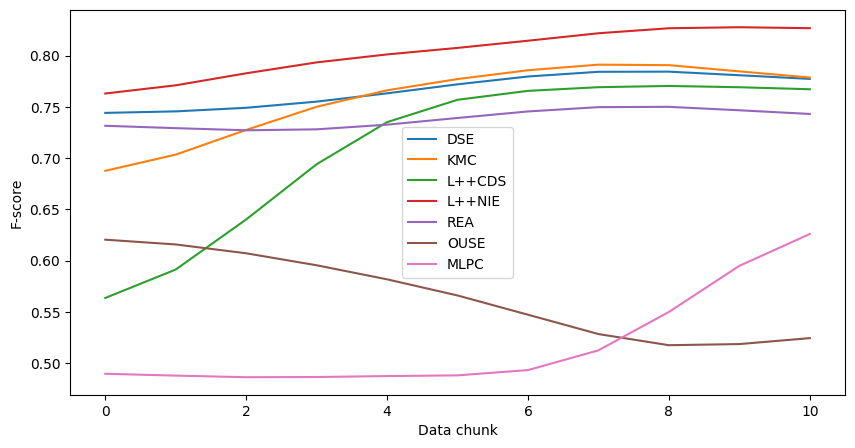 0.80
0.75
0.70
0.65
0.60
0.55
0.50
F-score
DSE
KMC
L++CDS
L++NIE
REA
OUSE
MLPC
0 2 4 6 8 10
Data chunk